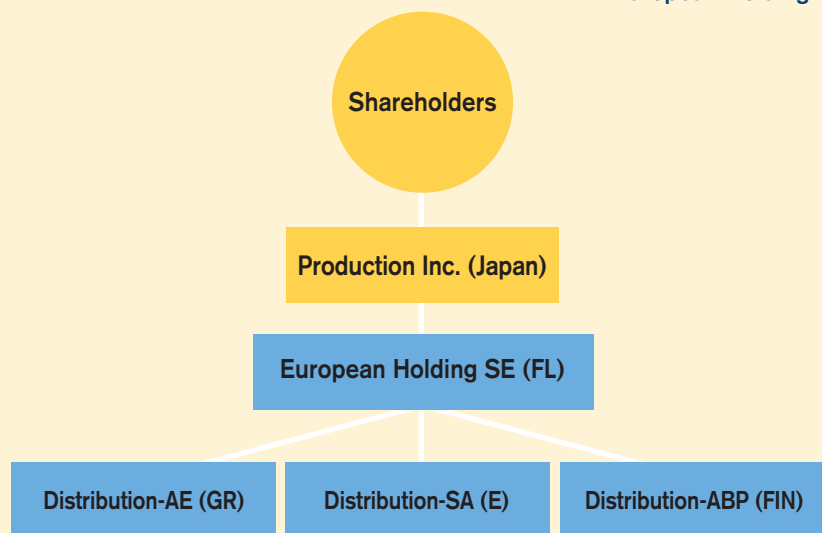 Shareholders
Production Inc. (Japan)
European Holding SE (FL)
Distribution-AE (GR)
Distribution-SA (E)
Distribution-ABP (FIN)